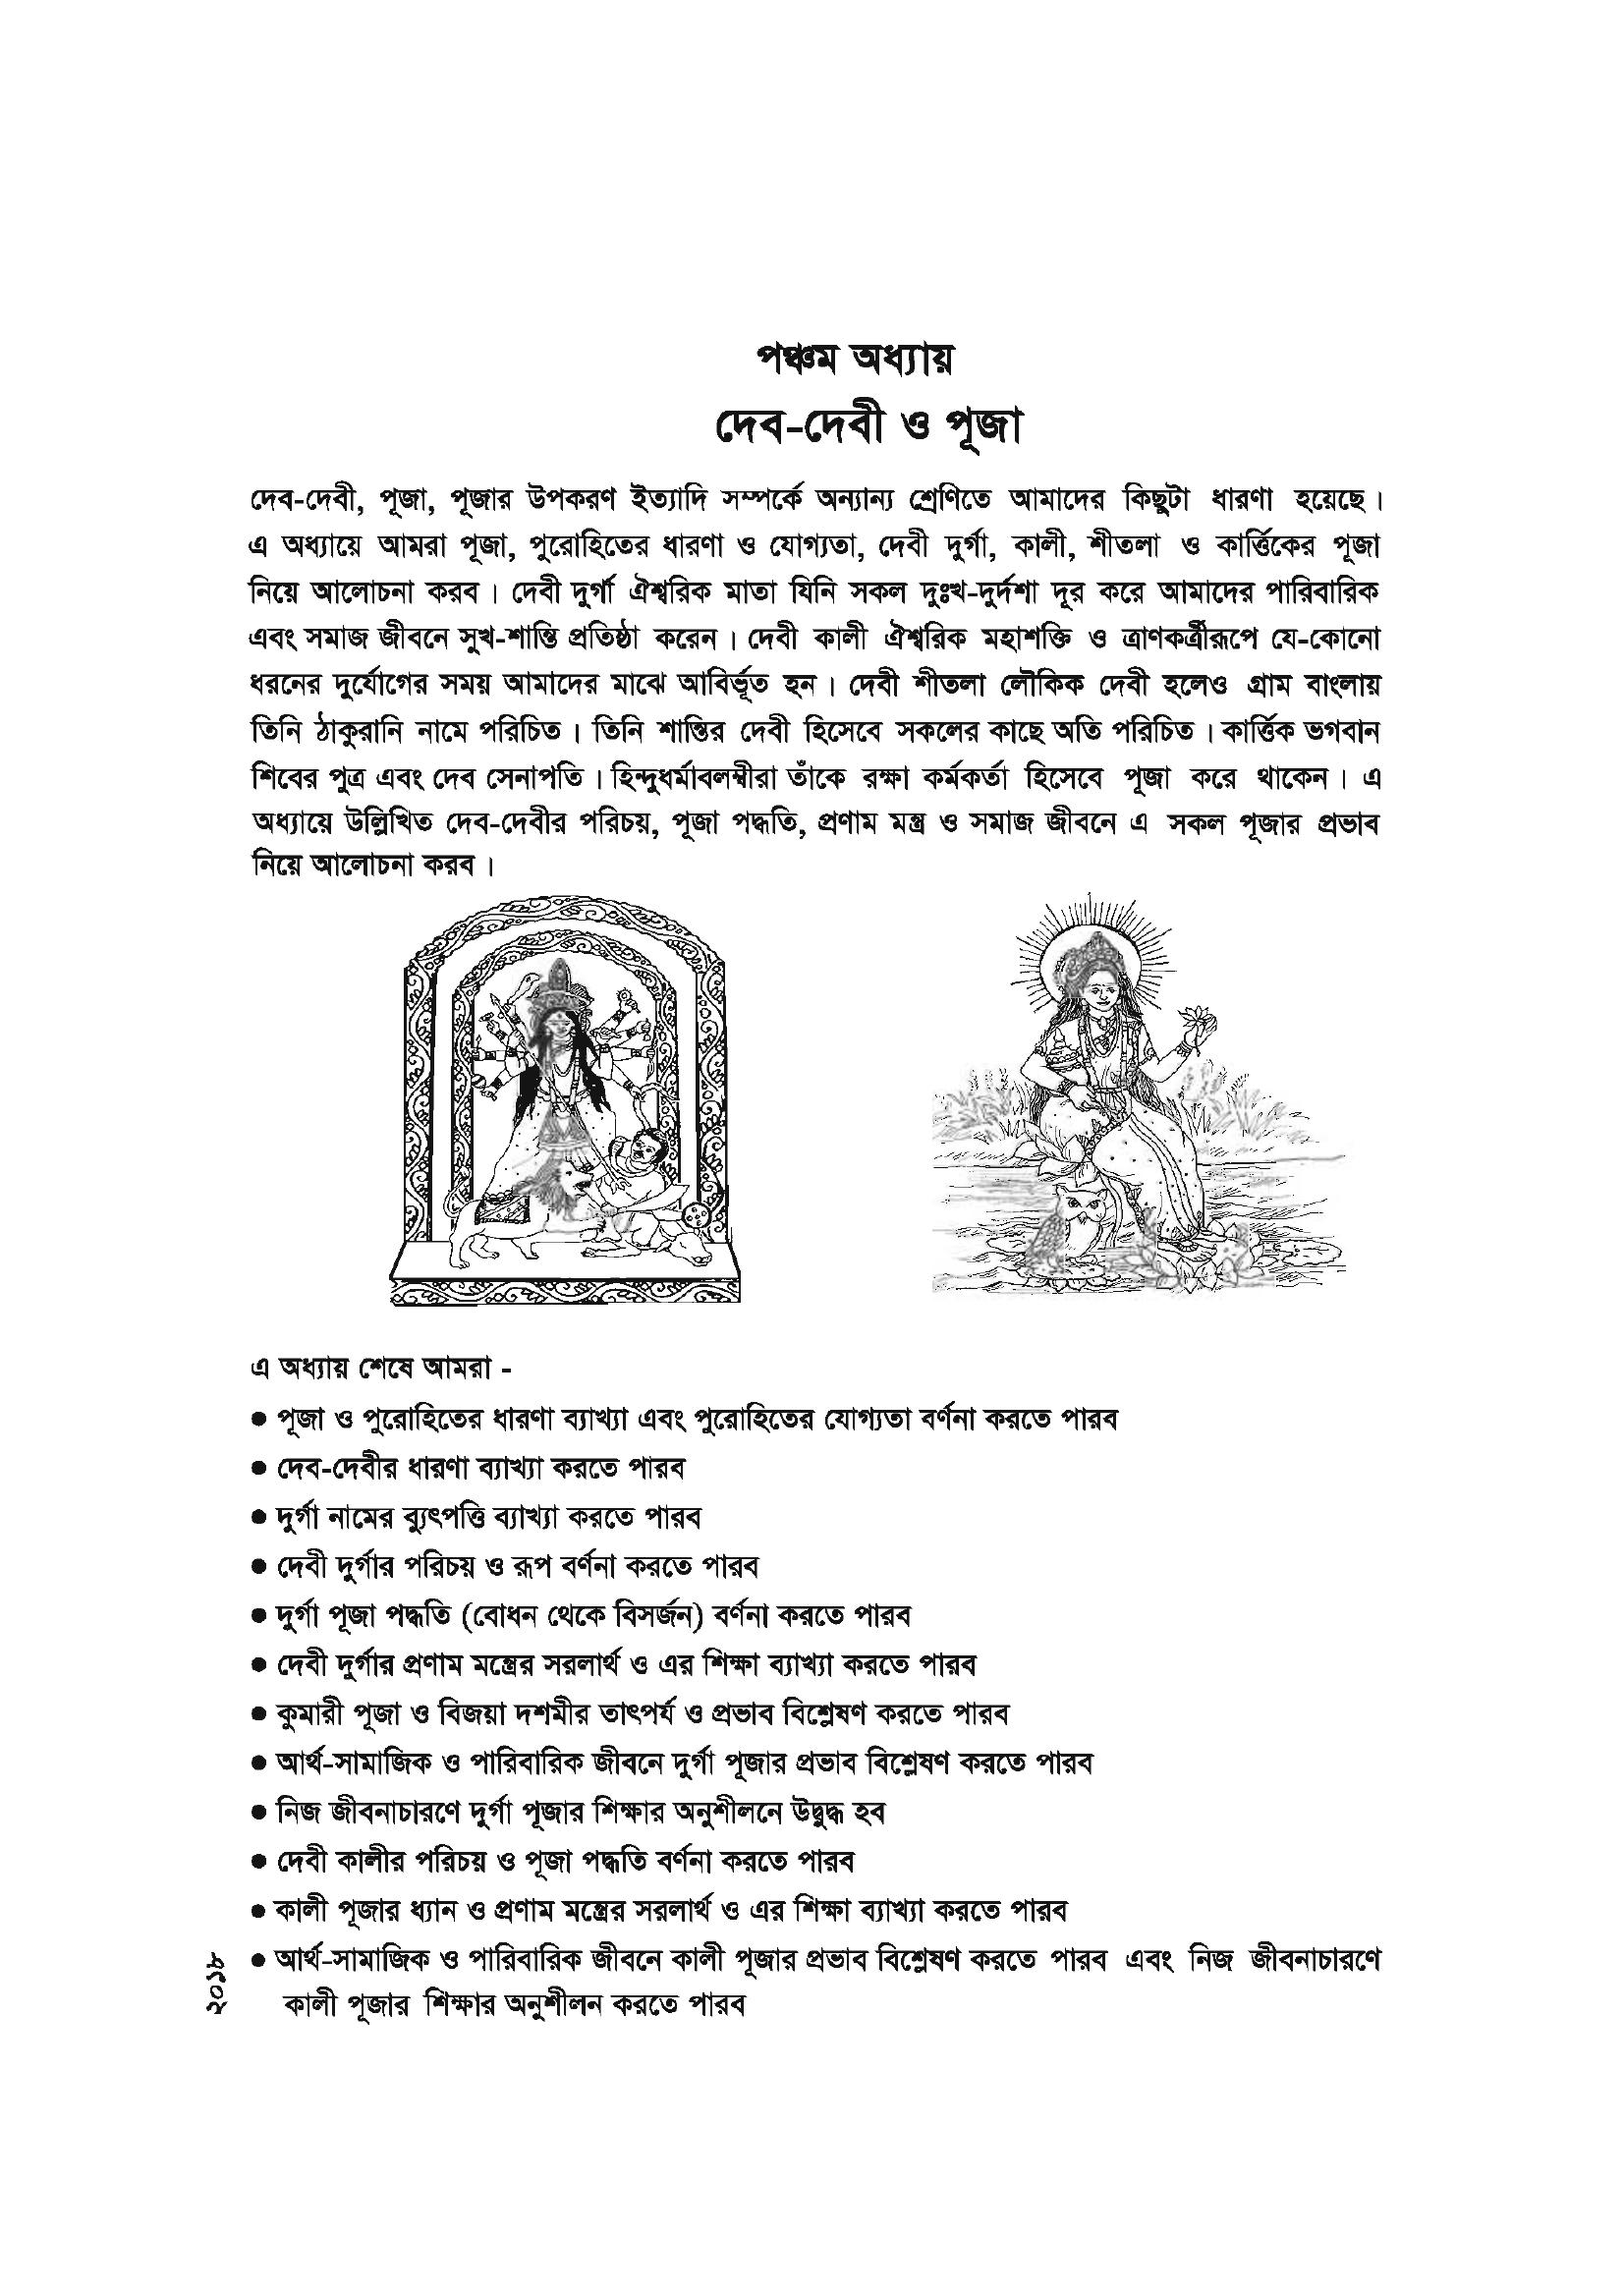 পঞ্চম অধ্যায়
দেব-দেবী ও পূজা
দেব-দেবী, পূজা, পূজার উপকরণ ইত্যাদি সম্পর্কে অন্যান্য শ্রেণিতে আমাদের কিছুটা ধারণা হয়েছে।
এ অধ্যায়ে আমরা পূজা, পুরোহিতের ধারণা ও যোগ্যতা, দেবী দুর্গা, কালী, শীতলা ও কার্ত্তিকের পূজা
নিয়ে আলোচনা করব। দেবী দুর্গা ঐশ্বরিক মাতা যিনি সকল দুঃখ-দুর্দশা দূর করে আমাদের পারিবারিক
এবং সমাজ জীবনে সুখ-শান্তি প্রতিষ্ঠা করেন। দেবী কালী ঐশ্বরিক মহাশক্তি ও ত্রাণকর্ত্রীরূপে যে-কোনো
ধরনের দুর্যোগের সময় আমাদের মাঝে আবির্ভূত হন। দেবী শীতলা লৌকিক দেবী হলেও গ্রাম বাংলায়
তিনি ঠাকুরানি নামে পরিচিত। তিনি শান্তির দেবী হিসেবে সকলের কাছে অতি পরিচিত। কার্ত্তিক ভগবান
শিবের পুত্র এবং দেব সেনাপতি। হিন্দুধর্মাবলম্বীরা তাঁকে রক্ষা কর্মকর্তা হিসেবে পূজা করে থাকেন। এ
অধ্যায়ে উল্লিখিত দেব-দেবীর পরিচয়, পূজা পদ্ধতি, প্রণাম মন্ত্র ও সমাজ জীবনে এ সকল পূজার প্রভাব
নিয়ে আলোচনা করব।
এ অধ্যায় শেষে আমরা -
● পূজা ও পুরোহিতের ধারণা ব্যাখ্যা এবং পুরোহিতের যোগ্যতা বর্ণনা করতে পারব
● দেব-দেবীর ধারণা ব্যাখ্যা করতে পারব
● দুর্গা নামের ব্যুৎপত্তি ব্যাখ্যা করতে পারব
● দেবী দুর্গার পরিচয় ও রূপ বর্ণনা করতে পারব
● দুর্গা পূজা পদ্ধতি (বোধন থেকে বিসর্জন) বর্ণনা করতে পারব
● দেবী দুর্গার প্রণাম মন্ত্রের সরলার্থ ও এর শিক্ষা ব্যাখ্যা করতে পারব
● কুমারী পূজা ও বিজয়া দশমীর তাৎপর্য ও প্রভাব বিশ্লেষণ করতে পারব
● আর্থ-সামাজিক ও পারিবারিক জীবনে দুর্গা পূজার প্রভাব বিশ্লেষণ করতে পারব
● নিজ জীবনাচারণে দুর্গা পূজার শিক্ষার অনুশীলনে উদ্বুদ্ধ হব
● দেবী কালীর পরিচয় ও পূজা পদ্ধতি বর্ণনা করতে পারব
● কালী পূজার ধ্যান ও প্রণাম মন্ত্রের সরলার্থ ও এর শিক্ষা ব্যাখ্যা করতে পারব
● আর্থ-সামাজিক ও পারিবারিক জীবনে কালী পূজার প্রভাব বিশ্লেষণ করতে পারব এবং নিজ জীবনাচারণে
কালী পূজার শিক্ষার অনুশীলন করতে পারব
২০১৮